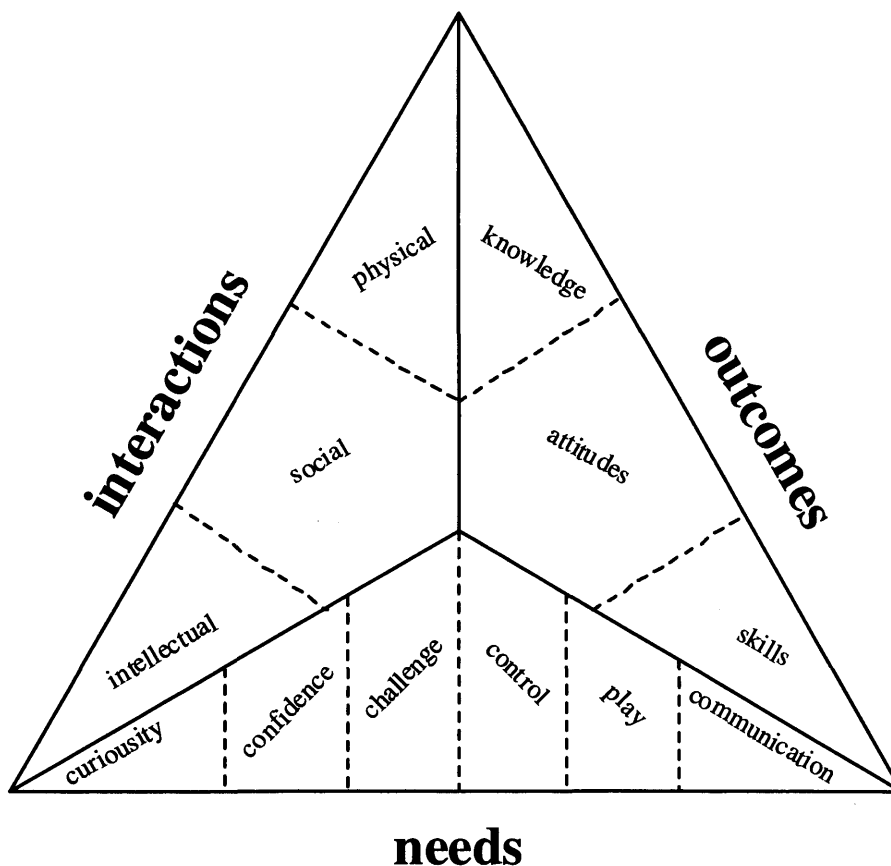 physical
knowledge
interactions
outcomes
social
attitudes
intellectual
skills
curiousity
confidence
challenge
control
play
communication
needs